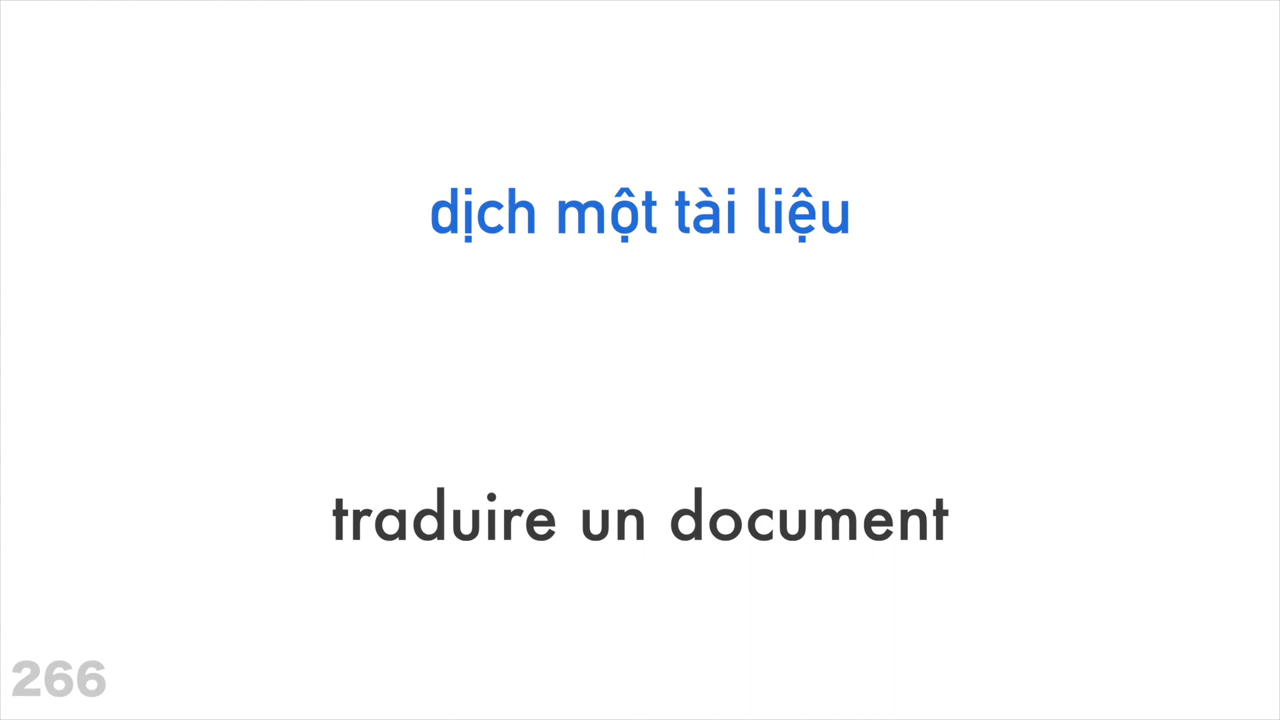 dịch một tài liệu
traduire un document
266